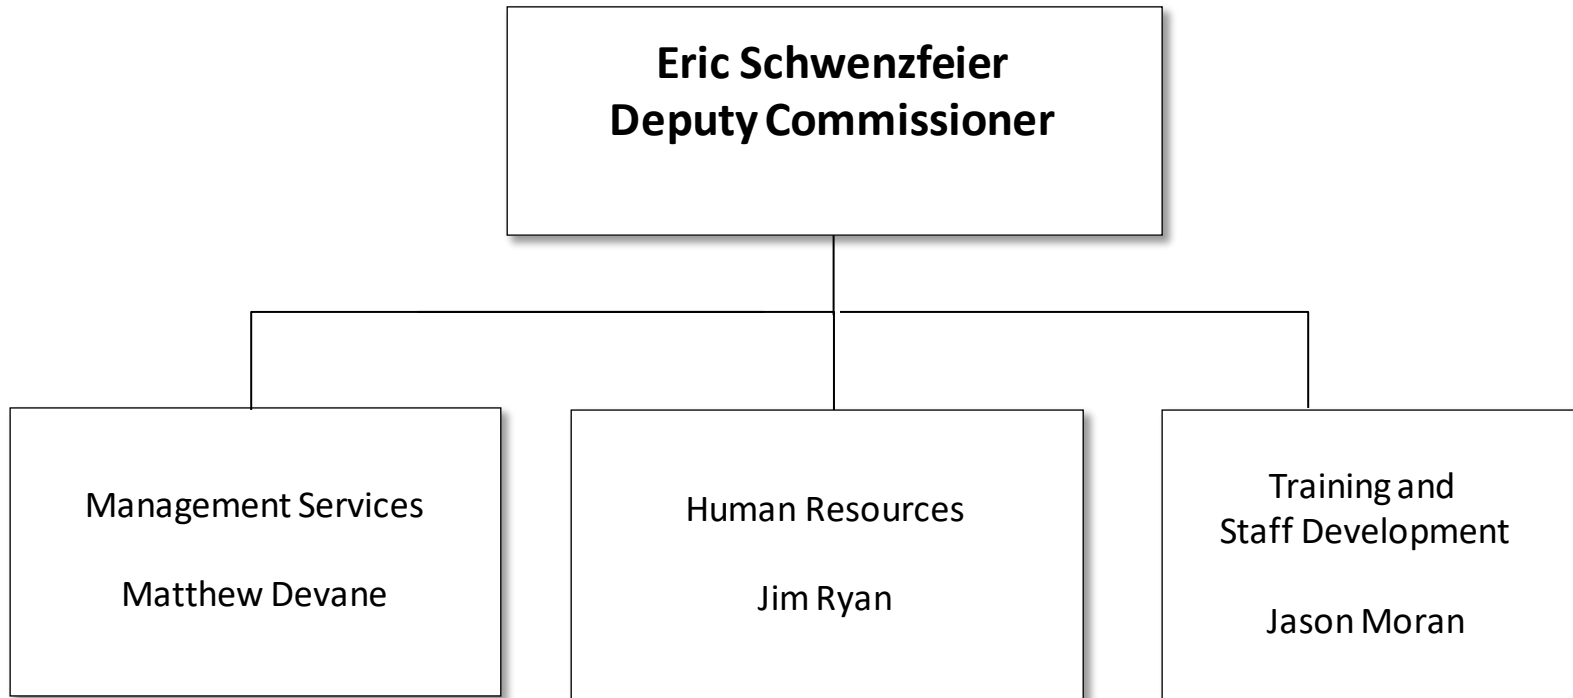 Eric Schwenzfeier
Deputy Commissioner
Management Services
Matthew Devane
Human Resources
Jim Ryan
Training and
Staff Development
Jason Moran